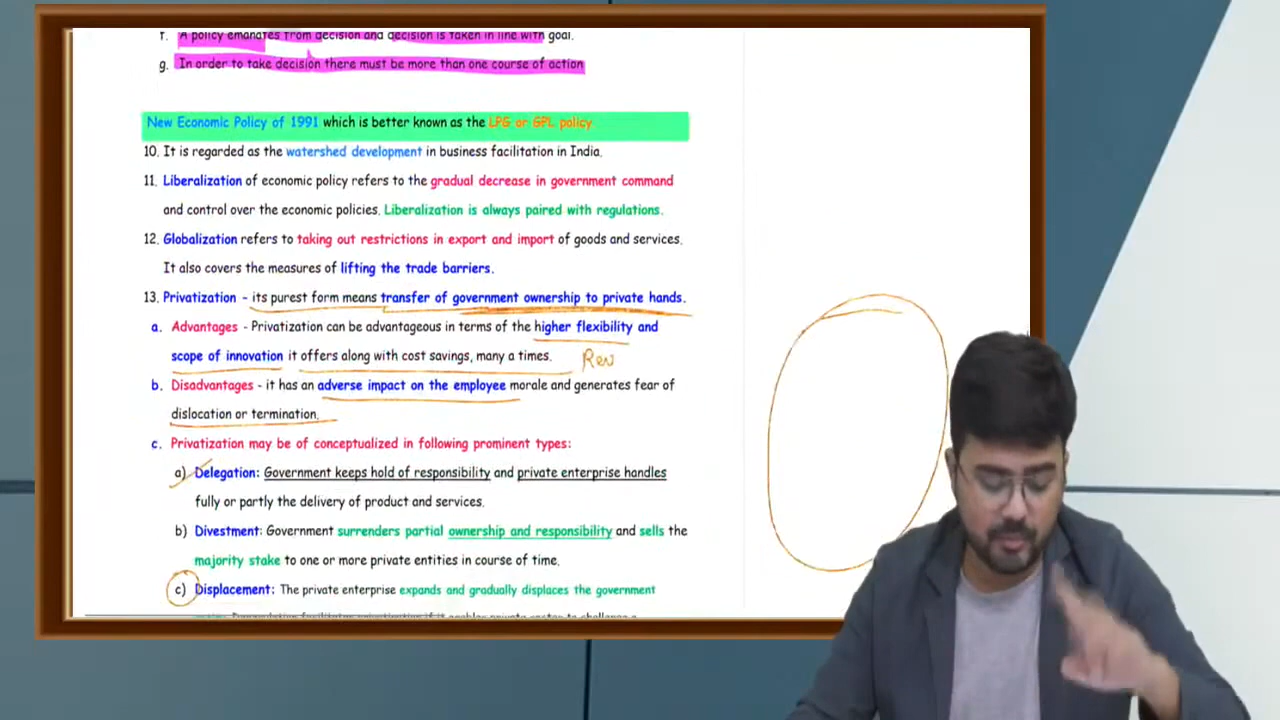 f. A policy emanates from decision and decision is taken in line with goal.
g. In order to take decision there must be more than one course of action
New Economic Policy of 1991 which is better known as the LPG or GPL policy
10. It is regarded as the watershed development in business facilitation in India.
11. Liberalization of economic policy refers to the gradual decrease in government command
and control over the economic policies. Liberalization is always paired with regulations.
12. Globalization refers to taking out restrictions in export and import of goods and services.
It also covers the measures of lifting the trade barriers.
13. Privatization - its purest form means transfer of government ownership to private hands.
a. Advantages - Privatization can be advantageous in terms of the higher flexibility and
scope of innovation it offers along with cost savings, many a times. Rev
b. Disadvantages - it has an adverse impact on the employee morale and generates fear of
dislocation or termination.
c. Privatization may be of conceptualized in following prominent types:
a) Delegation: Government keeps hold of responsibility and private enterprise handles
fully or partly the delivery of product and services.
b) Divestment: Government surrenders partial ownership and responsibility and sells the
majority stake to one or more private entities in course of time.
c) Displacement: The private enterprise expands and gradually displaces the government